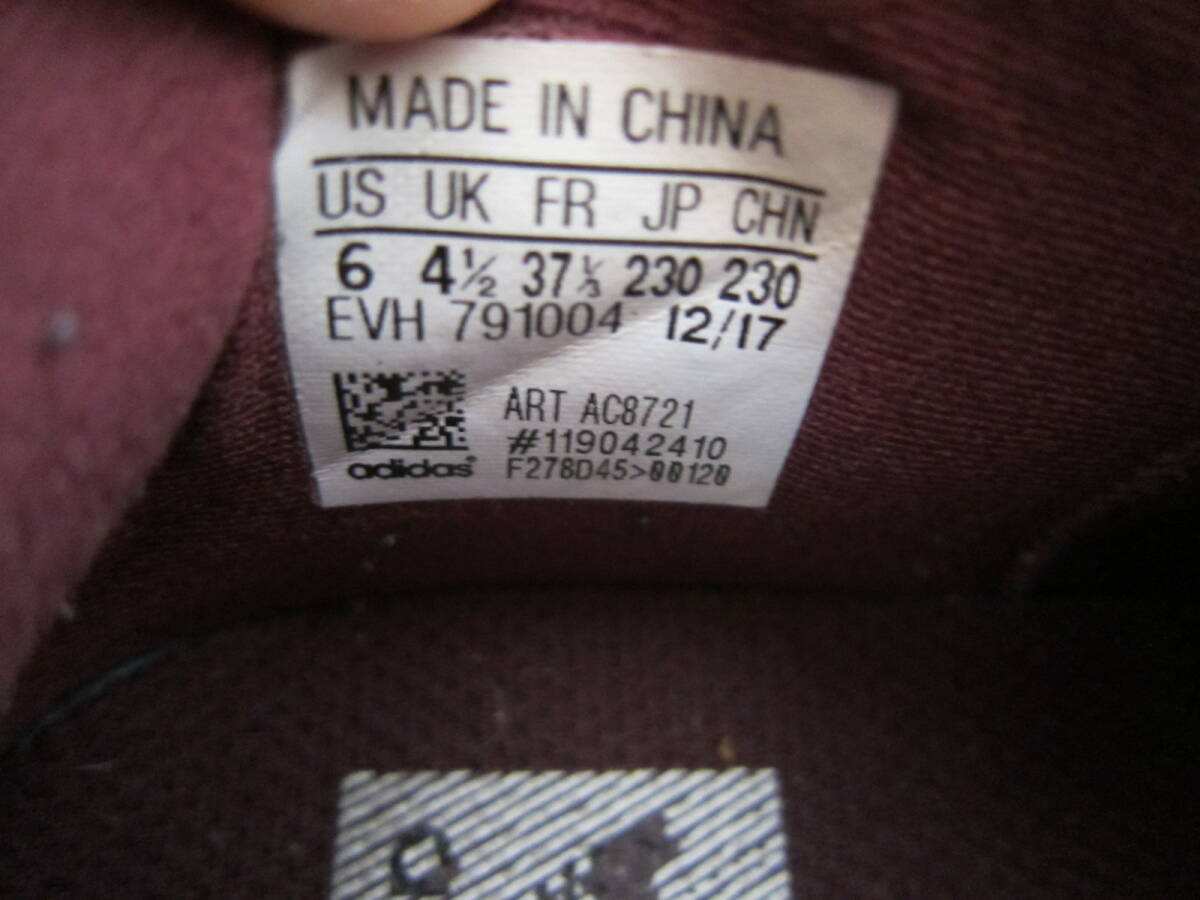 MADE IN CHINA
US UK FR JP CHN
6 4½ 37⅓ 230 230
EVH 791004 12/17
ART AC8721
#119042410
adidas F278D45>00120